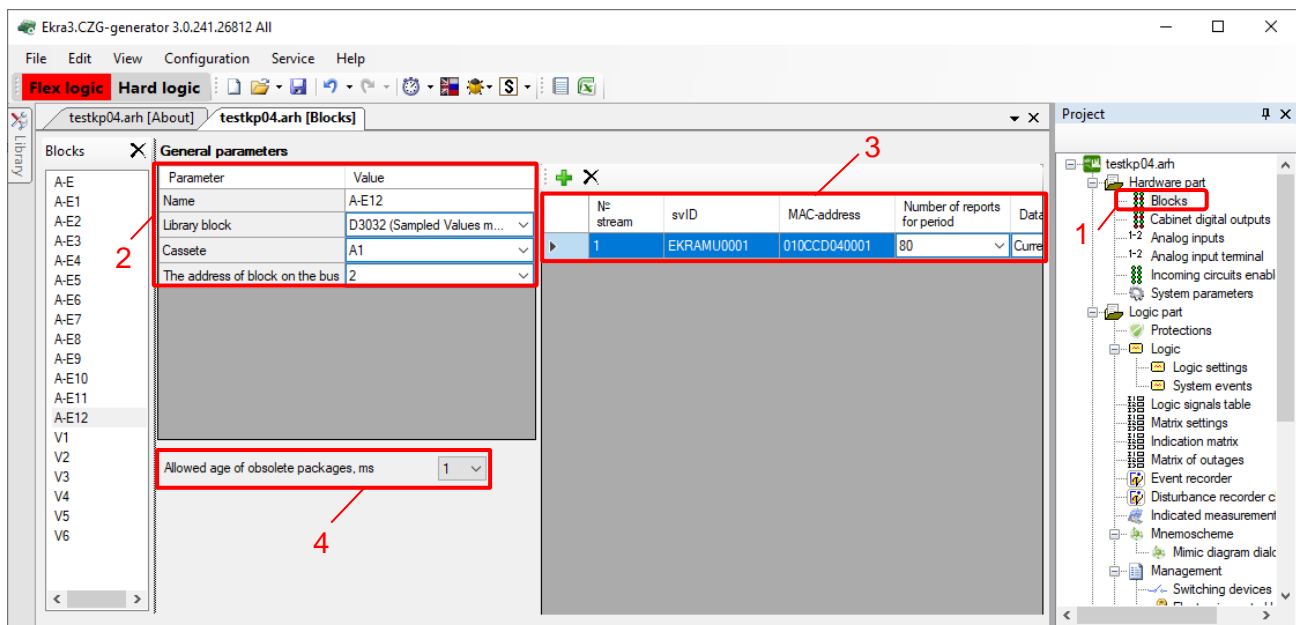 Ekra3.CZG-generator 3.0.241.26812 All
File Edit View Configuration Service Help
Flex logic Hard logic
Library
testkp04.arh [About] testkp04.arh [Blocks]
Blocks
A-E
A-E1
A-E2
A-E3
A-E4
A-E5
A-E6
A-E7
A-E8
A-E9
A-E10
A-E11
A-E12
V1
V2
V3
V4
V5
V6
General parameters
Parameter Value
Name A-E12
Library block D3032 (Sampled Values m...
Cassete A1
The address of block on the bus 2
2
Allowed age of obsolete packages, ms 1
4
3
№ stream svID MAC-address Number of reports for period Data
1 EKRAMU0001 010CCD040001 80 Curre
Project
testkp04.arh
Hardware part
Blocks
1
Cabinet digital outputs
1-2 Analog inputs
1-2 Analog input terminal
Incoming circuits enabl
System parameters
Logic part
Protections
Logic
Logic settings
System events
Logic signals table
Matrix settings
Indication matrix
Matrix of outages
Event recorder
Disturbance recorder c
Indicated measurement
Mnemoscheme
Mimic diagram dialo
Management
Switching devices